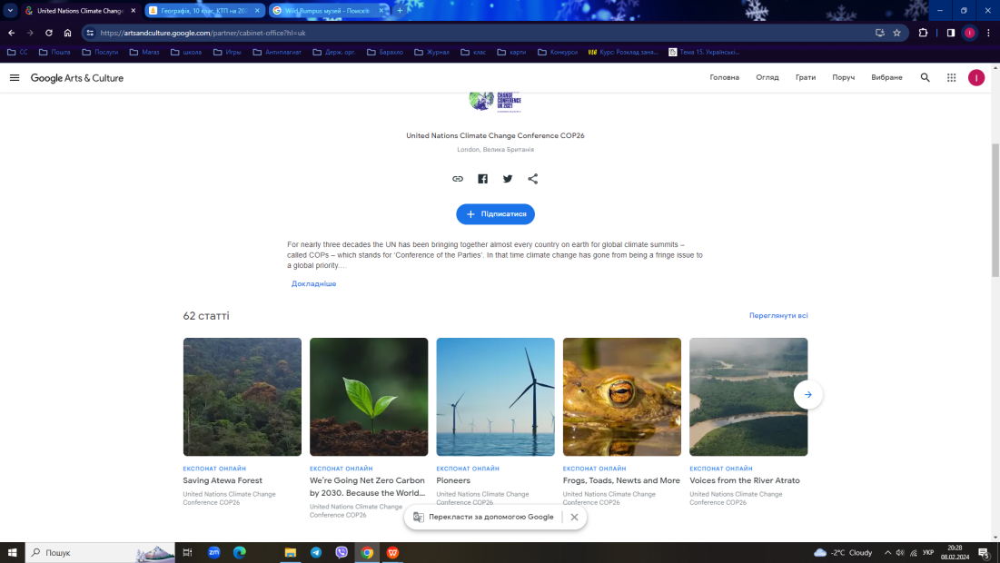 United Nations Climate Change
Географія, 10 клас, КТП на 202
Wild Rumpus музей - Пошук
https://artsandculture.google.com/partner/cabinet-office?hl=uk
СС
Пошта
Послуги
Магаз
школа
Игры
Антиплагиат
Держ. орг.
Барахло
Журнал
клас
карти
Конкурси
Курс: Розклад заня...
Тема 15. Українські...
Google Arts & Culture
Головна
Огляд
Грати
Поруч
Вибране
I
CHANGE
CONFERENCE
UK 2021
United Nations Climate Change Conference COP26
London, Велика Британія
Підписатися
For nearly three decades the UN has been bringing together almost every country on earth for global climate summits –
called COPs – which stands for ‘Conference of the Parties’. In that time climate change has gone from being a fringe issue to
a global priority....
Докладніше
62 статті
Переглянути всі
ЕКСПОНАТ ОНЛАЙН
Saving Atewa Forest
United Nations Climate Change
Conference COP26
ЕКСПОНАТ ОНЛАЙН
We're Going Net Zero Carbon
by 2030. Because the World...
United Nations Climate Change
Conference COP26
ЕКСПОНАТ ОНЛАЙН
Pioneers
United Nations Climate Change
Conference COP26
ЕКСПОНАТ ОНЛАЙН
Frogs, Toads, Newts and More
United Nations Climate Change
Conference COP26
ЕКСПОНАТ ОНЛАЙН
Voices from the River Atrato
United Nations Climate Change
Conference COP26
Перекласти за допомогою Google
Пошук
zm
-2°C Cloudy
УКР
20:28
08.02.2024